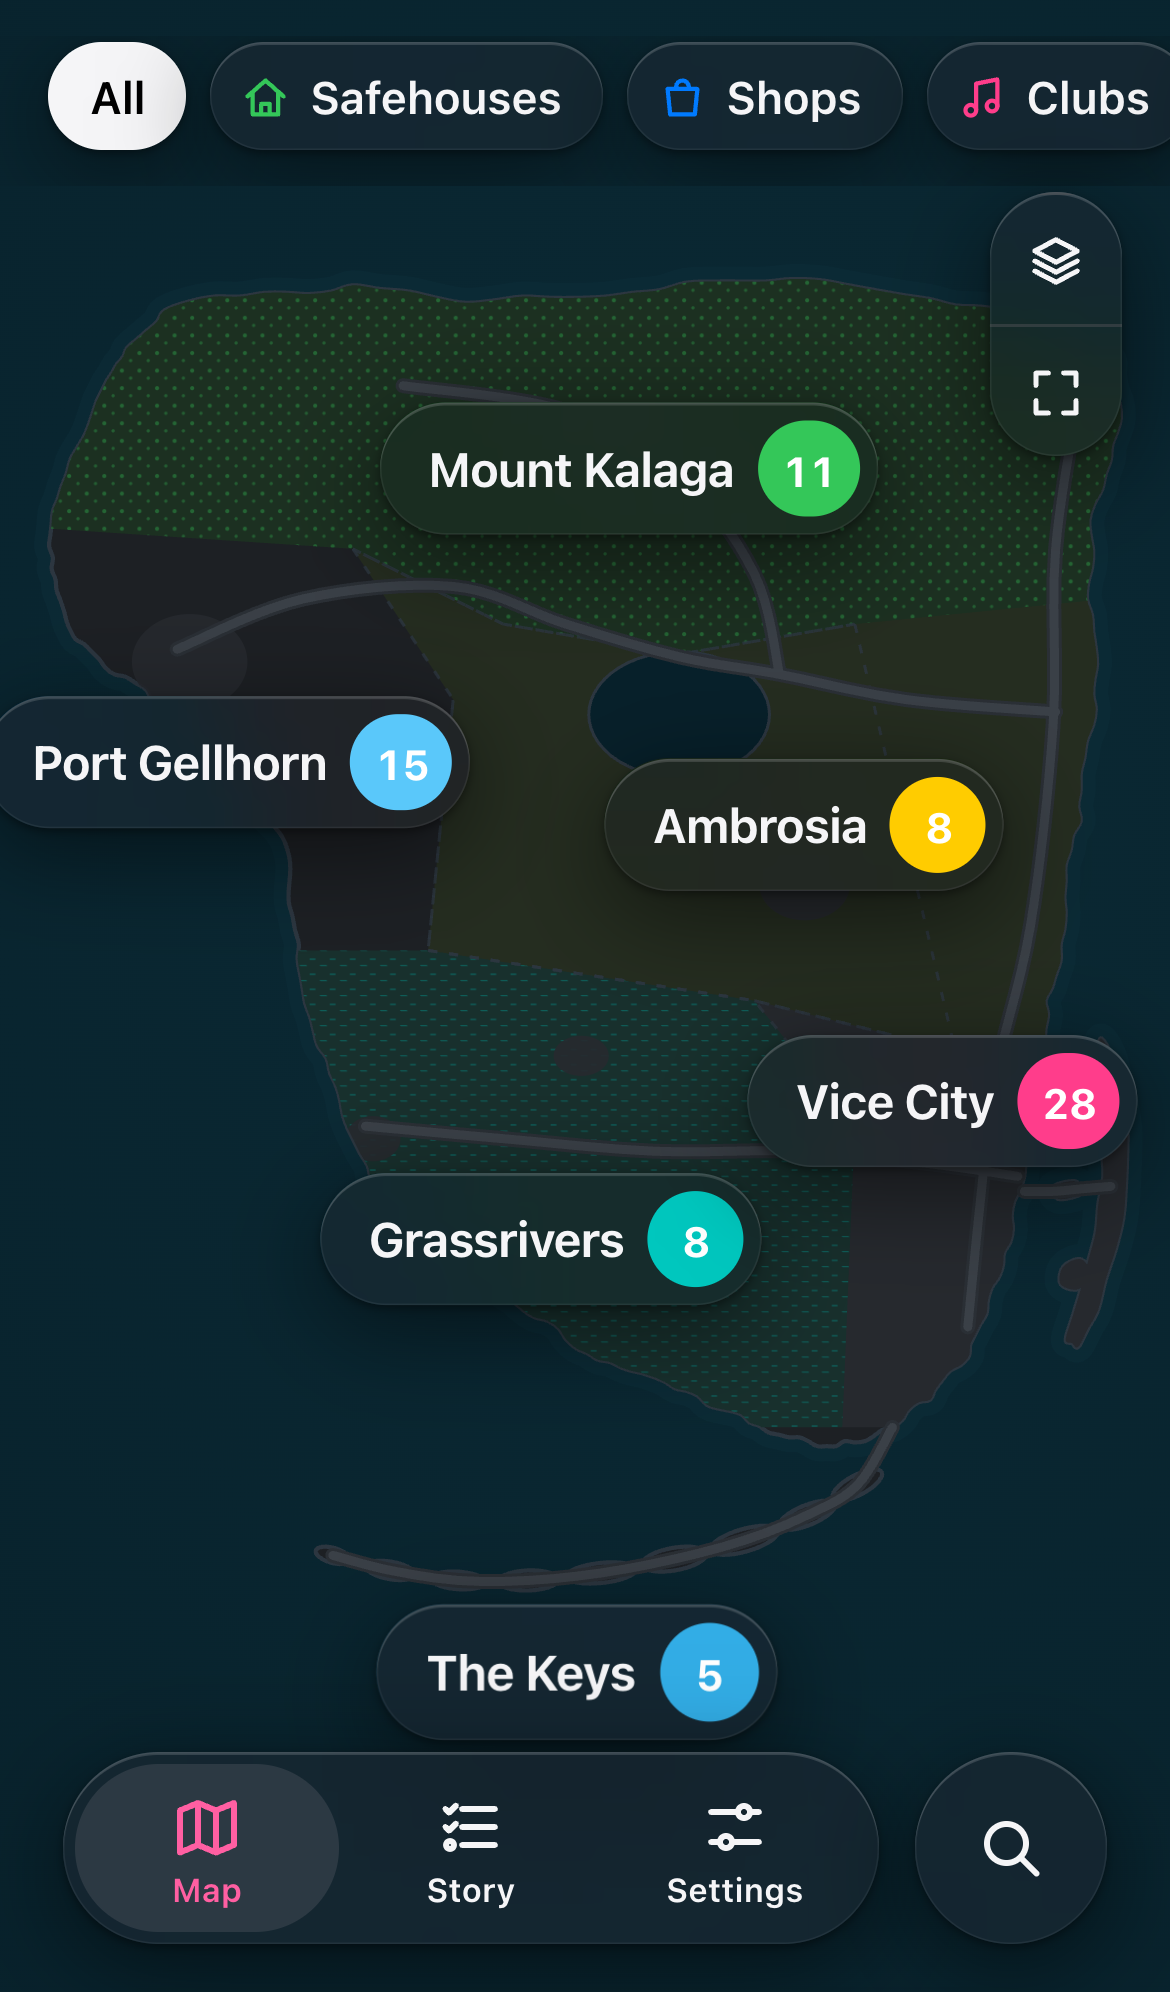 All
Safehouses
Shops
Clubs
Mount Kalaga 11
Port Gellhorn 15
Ambrosia 8
Vice City 28
Grassrivers 8
The Keys 5
Map
Story
Settings